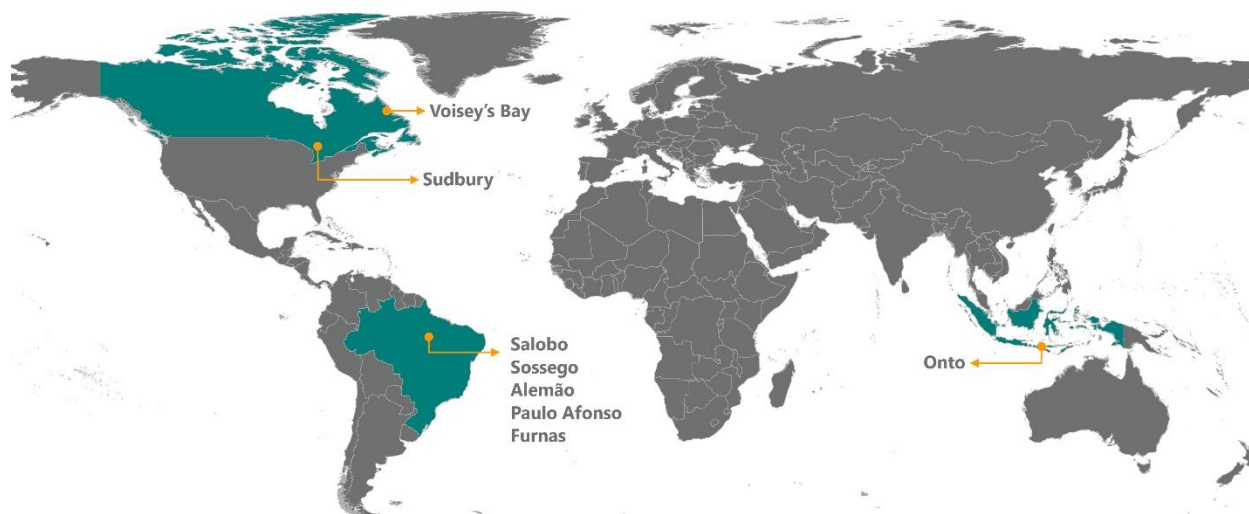 Voisey’s Bay
Sudbury
Salobo
Sossego
Alemão
Paulo Afonso
Furnas
Onto